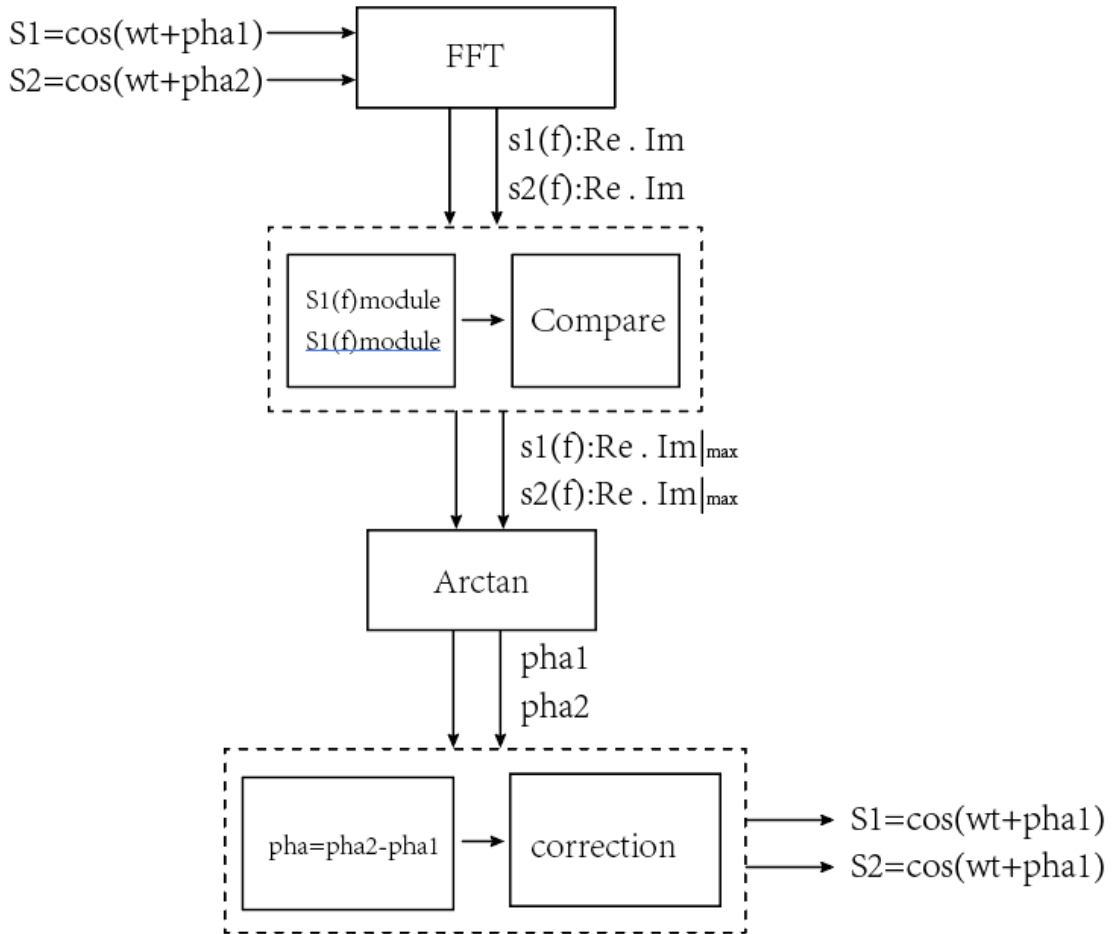 S1=cos(wt+pha1)
S2=cos(wt+pha2)
FFT
s1(f):Re . Im
s2(f):Re . Im
S1(f)module
S1(f)module
Compare
s1(f):Re . Im|max
s2(f):Re . Im|max
Arctan
pha1
pha2
pha=pha2-pha1
correction
S1=cos(wt+pha1)
S2=cos(wt+pha1)